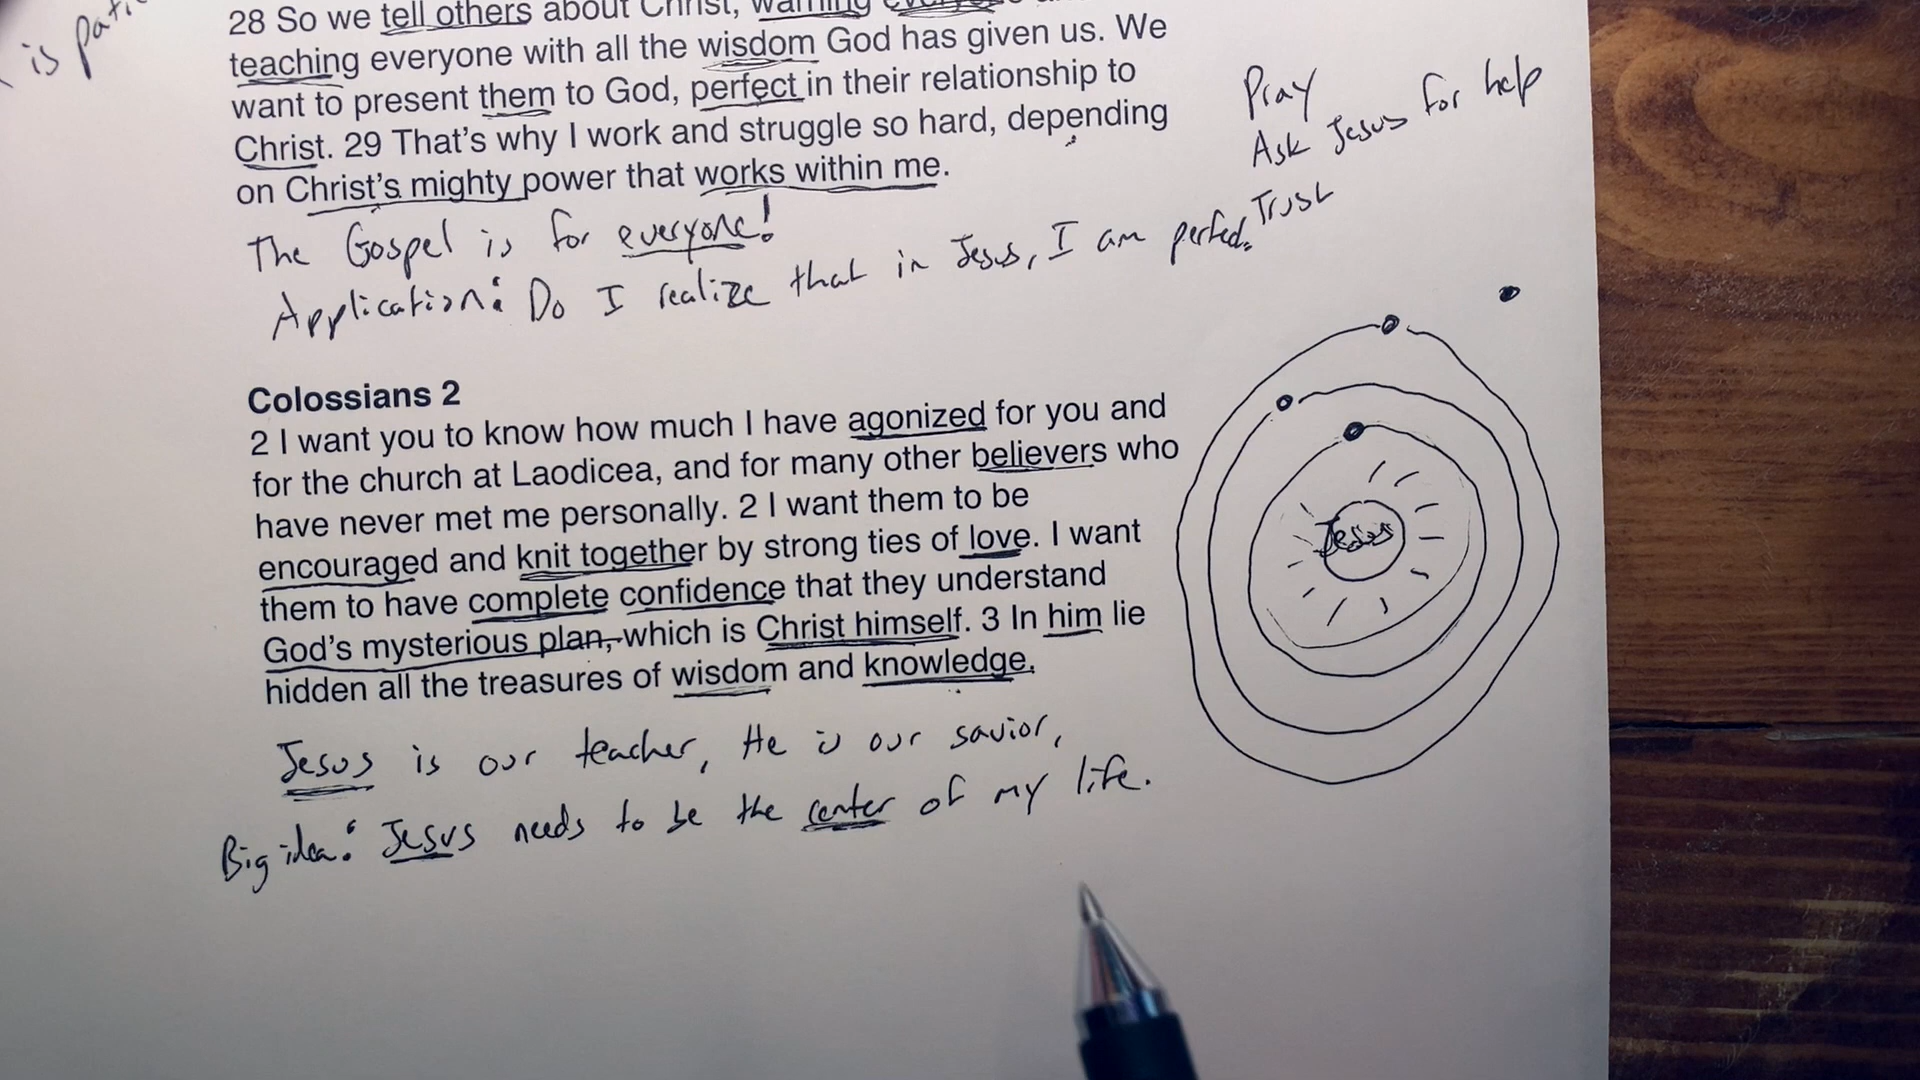 is pati
28 So we tell others about Christ, warning everyone
teaching everyone with all the wisdom God has given us. We
want to present them to God, perfect in their relationship to
Christ. 29 That's why I work and struggle so hard, depending
on Christ's mighty power that works within me.
Pray
Ask Jesus for help
Trust
The Gospel is for everyone!
Application: Do I realize that in Jesus, I am perfect.
Colossians 2
2 I want you to know how much I have agonized for you and
for the church at Laodicea, and for many other believers who
have never met me personally. 2 I want them to be
encouraged and knit together by strong ties of love. I want
them to have complete confidence that they understand
God's mysterious plan, which is Christ himself. 3 In him lie
hidden all the treasures of wisdom and knowledge.
Jesus
Jesus is our teacher, He is our savior,
Big idea: Jesus needs to be the center of my life.